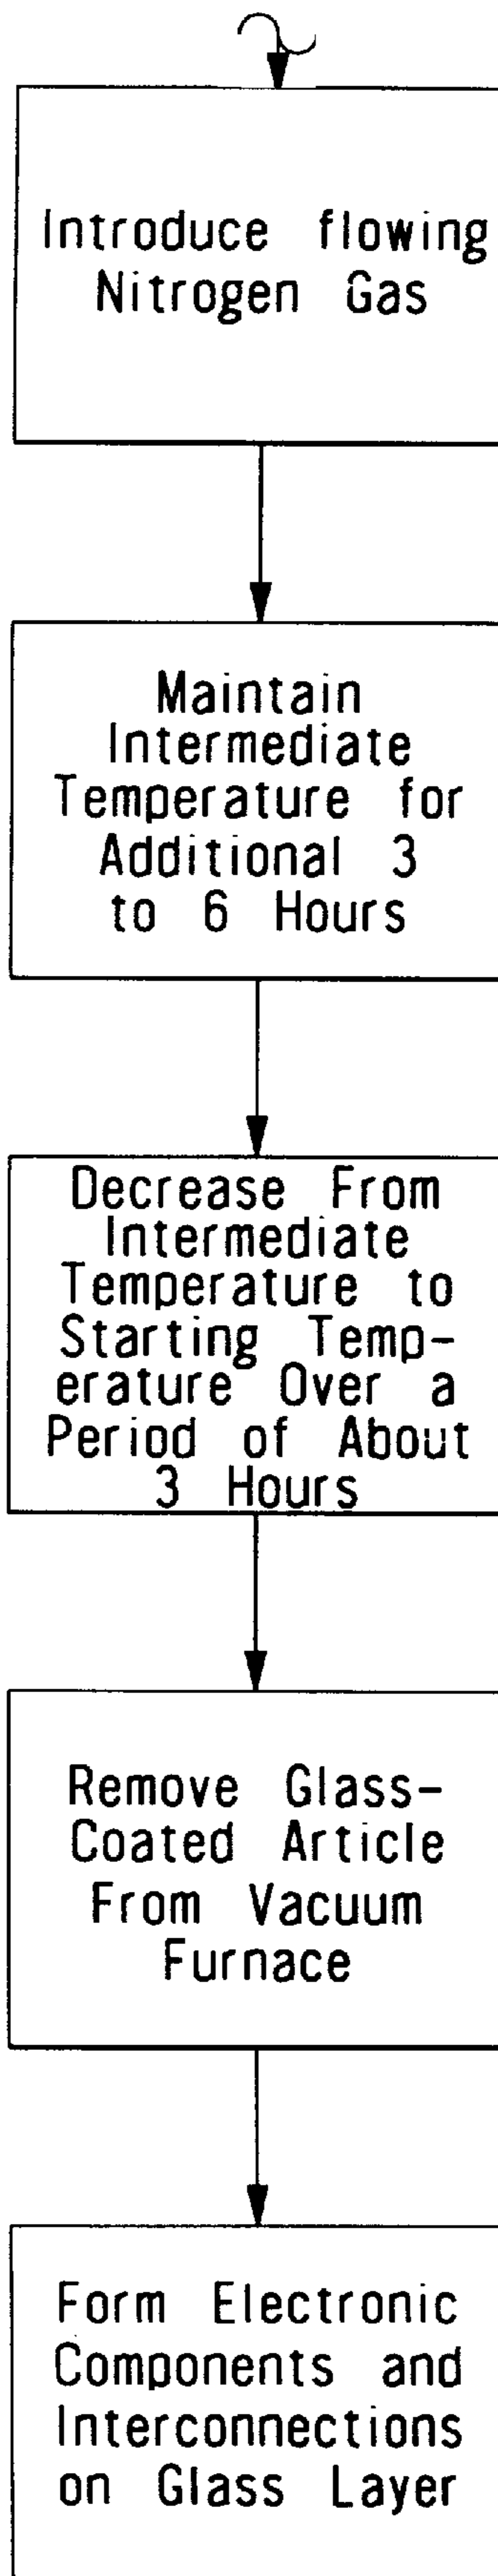 Introduce flowing
Nitrogen Gas
Maintain
Intermediate
Temperature for
Additional 3
to 6 Hours
Decrease From
Intermediate
Temperature to
Starting Temp-
erature Over a
Period of About
3 Hours
Remove Glass-
Coated Article
From Vacuum
Furnace
Form Electronic
Components and
Interconnections
on Glass Layer